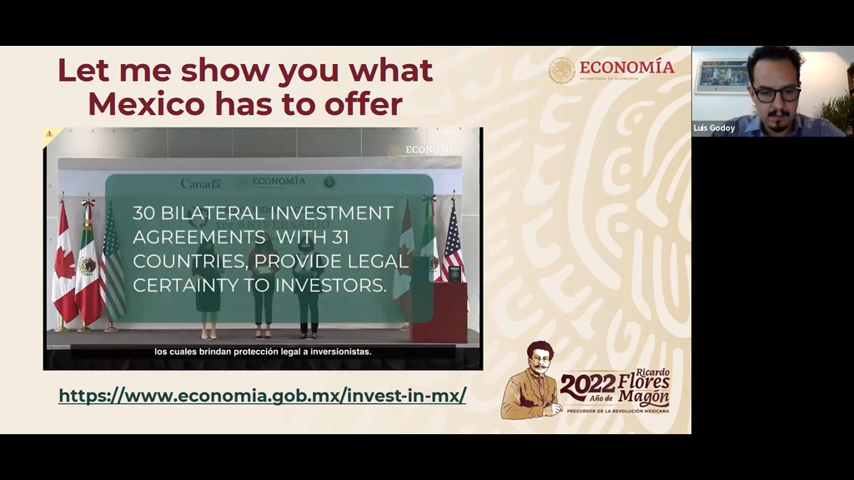 Let me show you what
Mexico has to offer
ECONOMÍA
SECRETARÍA DE ECONOMÍA
Luis Godoy
ECONOMÍA
Canada
ECONOMÍA
30 BILATERAL INVESTMENT
AGREEMENTS WITH 31
COUNTRIES, PROVIDE LEGAL
CERTAINTY TO INVESTORS.
los cuales brindan protección legal a inversionistas.
https://www.economia.gob.mx/invest-in-mx/
2022 Ricardo
Año de Flores
Magón
PRECURSOR DE LA REVOLUCIÓN MEXICANA